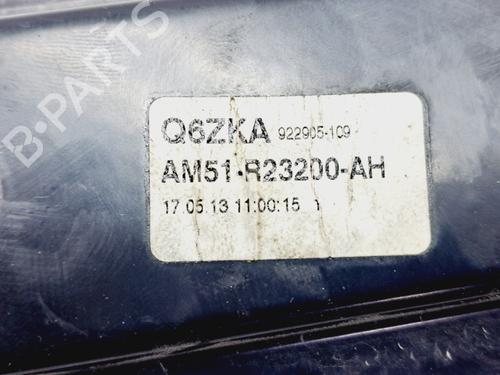 B-PARTS
Q6ZKA 922905-109
AM51-R23200-AH
17.05.13 11:00:15 1